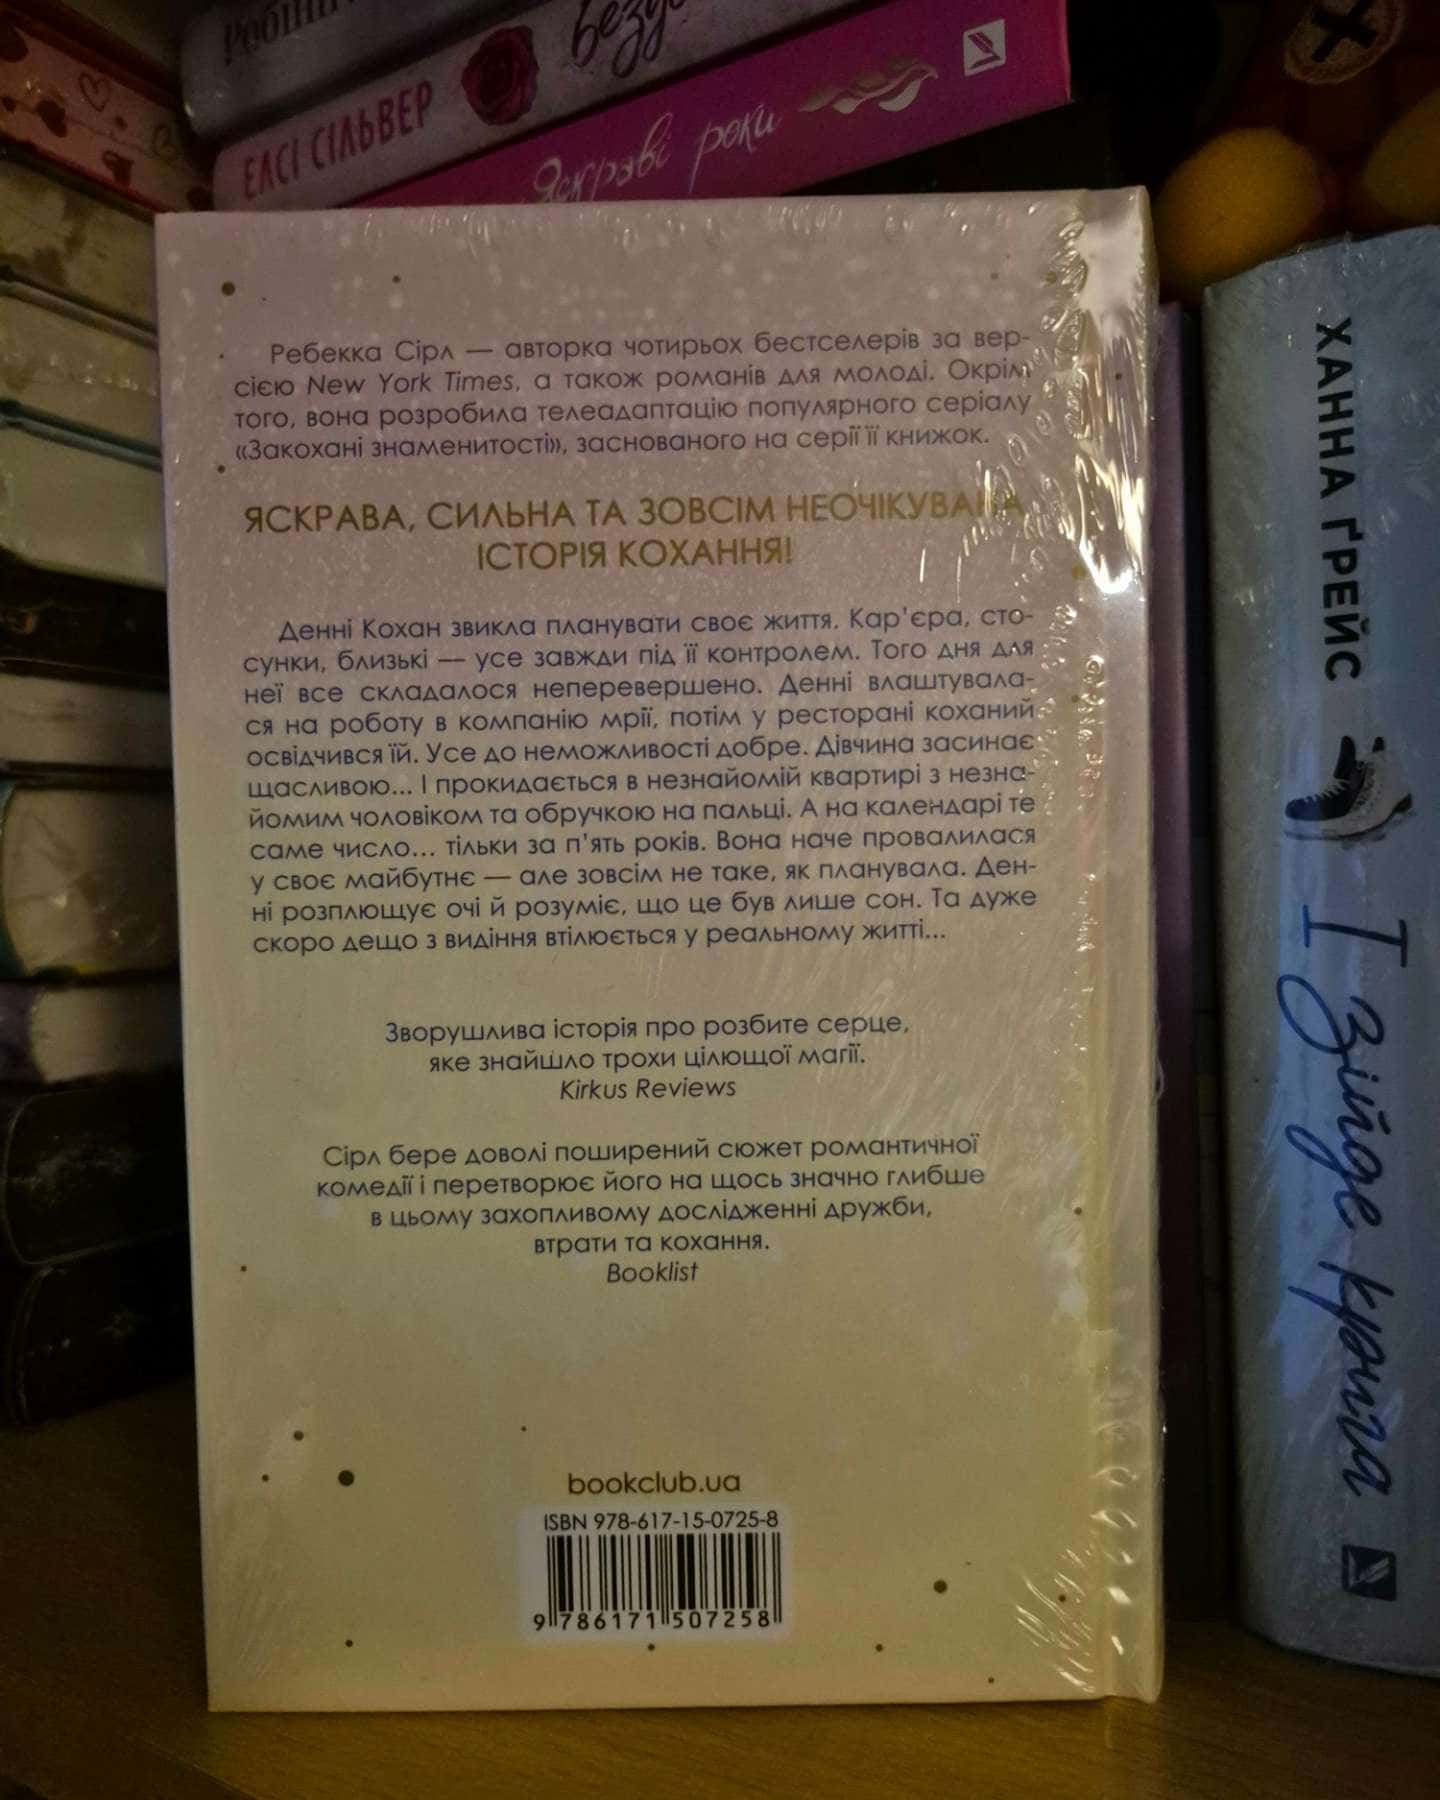 ЕЛСІ СІЛЬВЕР
Яскраві роки
Ребекка Сірл — авторка чотирьох бестселерів за вер-
сією New York Times, а також романів для молоді. Окрім
того, вона розробила телеадаптацію популярного серіалу
«Закохані знаменитості», заснованого на серії її книжок.
ЯСКРАВА, СИЛЬНА ТА ЗОВСІМ НЕОЧІКУВАНА
ІСТОРІЯ КОХАННЯ!
Денні Кохан звикла планувати своє життя. Кар'єра, сто-
сунки, близькі — усе завжди під її контролем. Того дня для
неї все складалося неперевершено. Денні влаштувала-
ся на роботу в компанію мрії, потім у ресторані коханий
освідчився їй. Усе до неможливості добре. Дівчина засинає
щасливою... І прокидається в незнайомій квартирі з незна-
йомим чоловіком та обручкою на пальці. А на календарі те
саме число... тільки за п'ять років. Вона наче провалилася
у своє майбутнє — але зовсім не таке, як планувала. Ден-
ні розплющує очі й розуміє, що це був лише сон. Та дуже
скоро дещо з видіння втілюється у реальному житті...
Зворушлива історія про розбите серце,
яке знайшло трохи цілющої магії.
Kirkus Reviews
Сірл бере доволі поширений сюжет романтичної
комедії і перетворює його на щось значно глибше
в цьому захопливому дослідженні дружби,
втрати та кохання.
Booklist
bookclub.ua
ISBN 978-617-15-0725-8
9 786171 507258
ХАННА ҐРЕЙС
І зійде крига